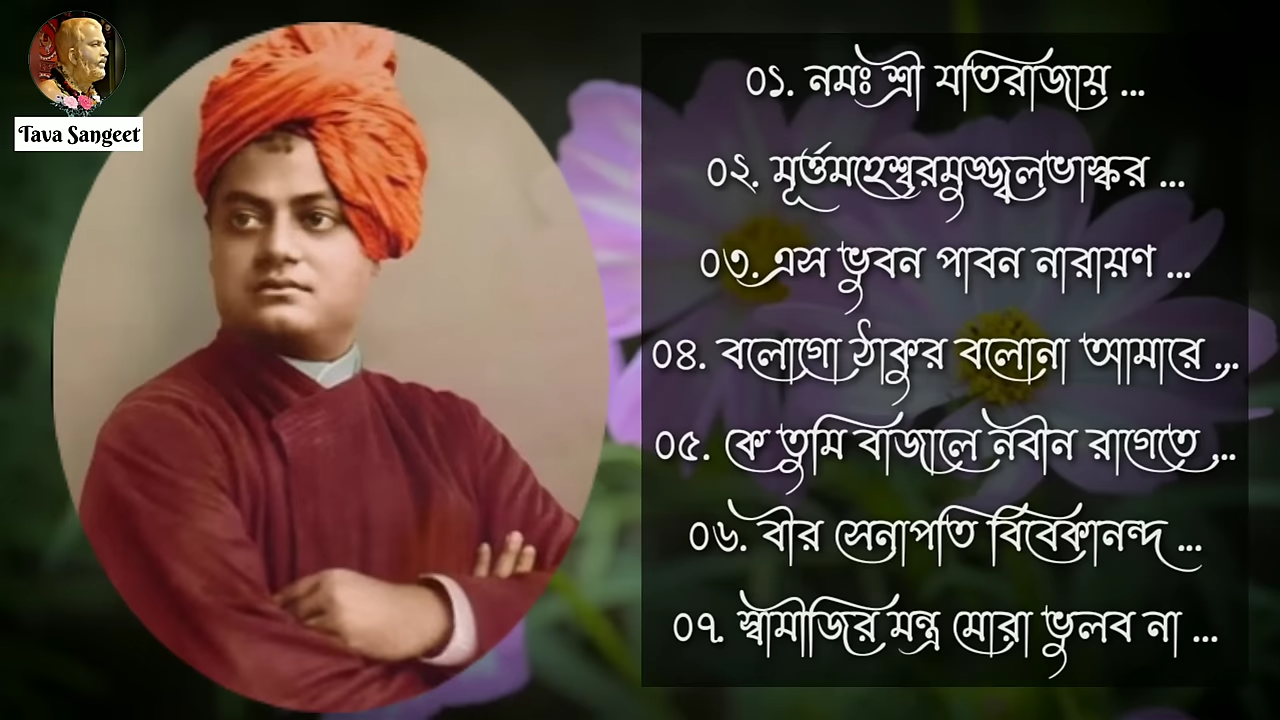 Tava Sangeet
০১. নমঃ শ্রী যতিরাজায় ...
০২. মূর্ত্তমহেশ্বরমুজ্জ্বলভাস্কর ...
০৩. এস ভুবন পাবন নারায়ণ ...
০৪. বলোগো ঠাকুর বলোনা আমারে ...
০৫. কে তুমি বাজালে নবীন রাগেতে ...
০৬. বীর সেনাপতি বিবেকানন্দ ...
০৭. স্বামীজির মন্ত্র মোরা ভুলব না ...